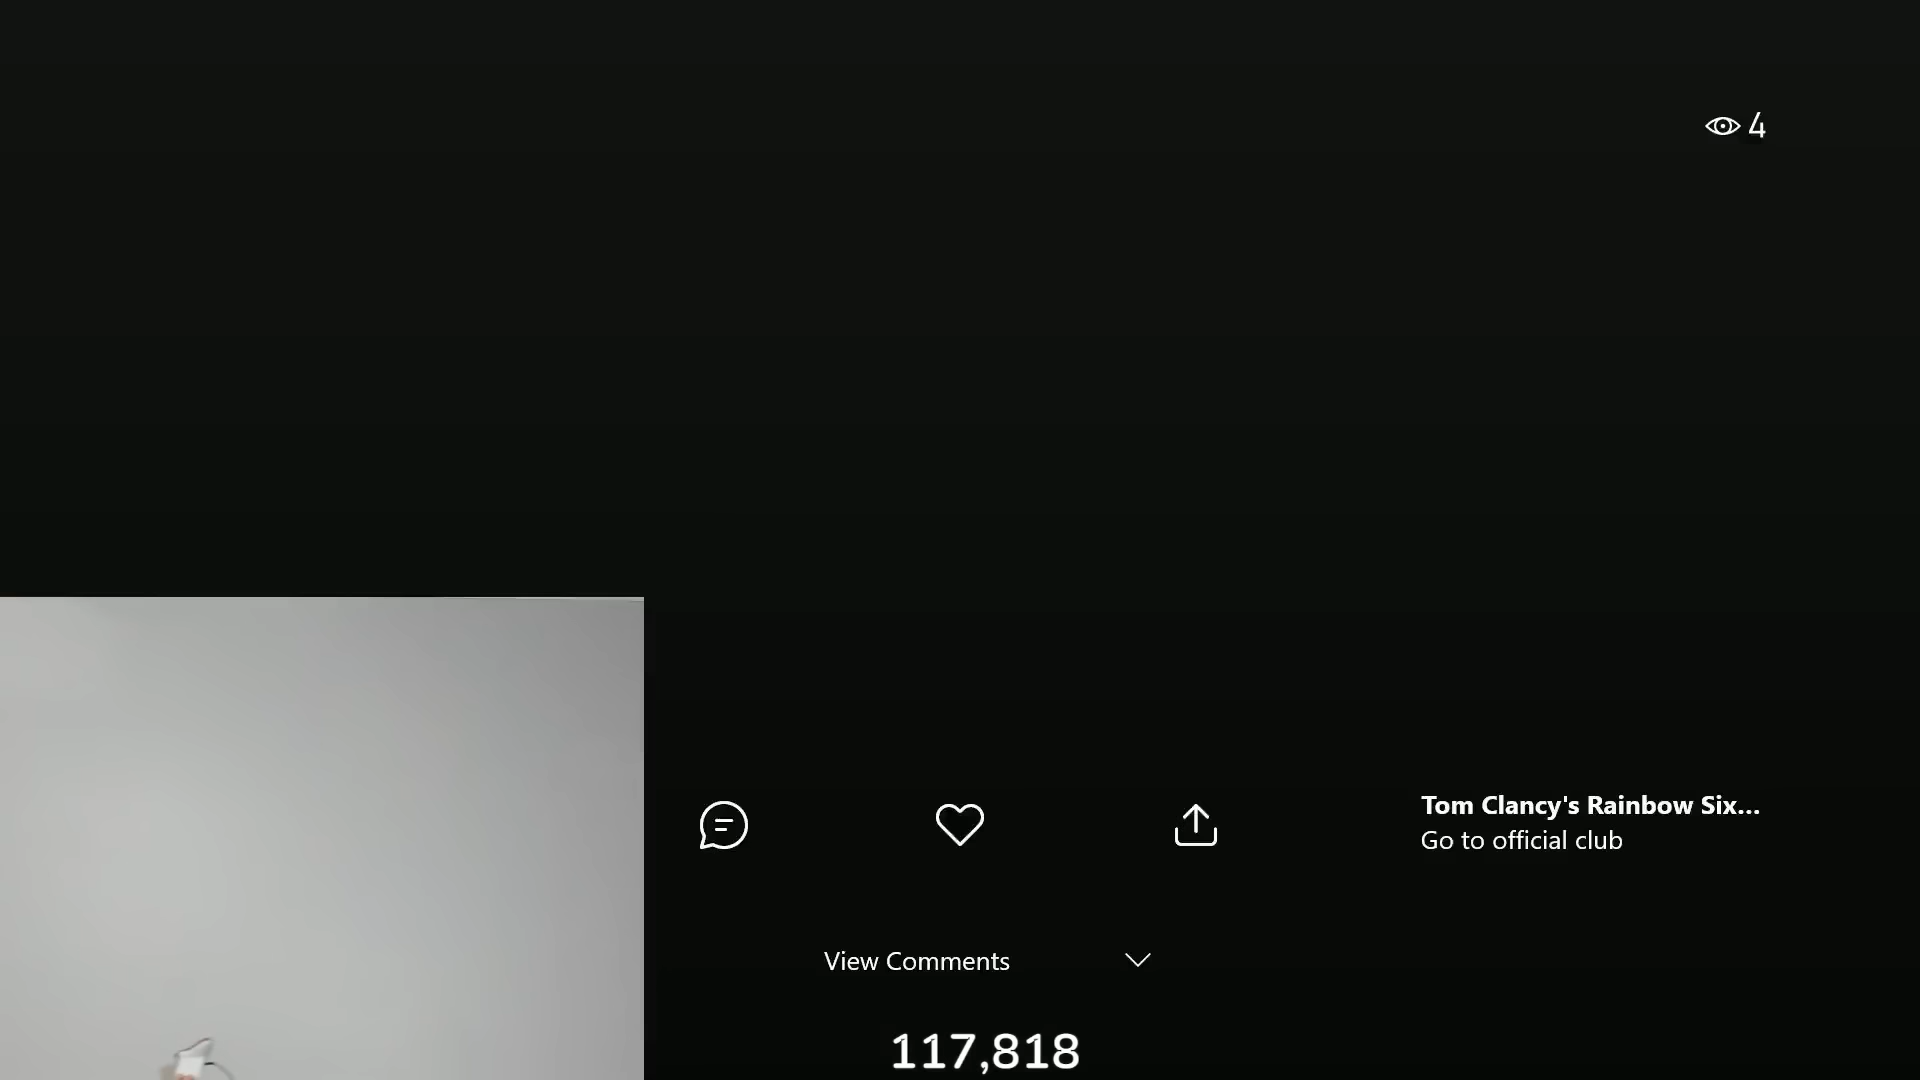 4
Tom Clancy's Rainbow Six...
Go to official club
View Comments
117,818